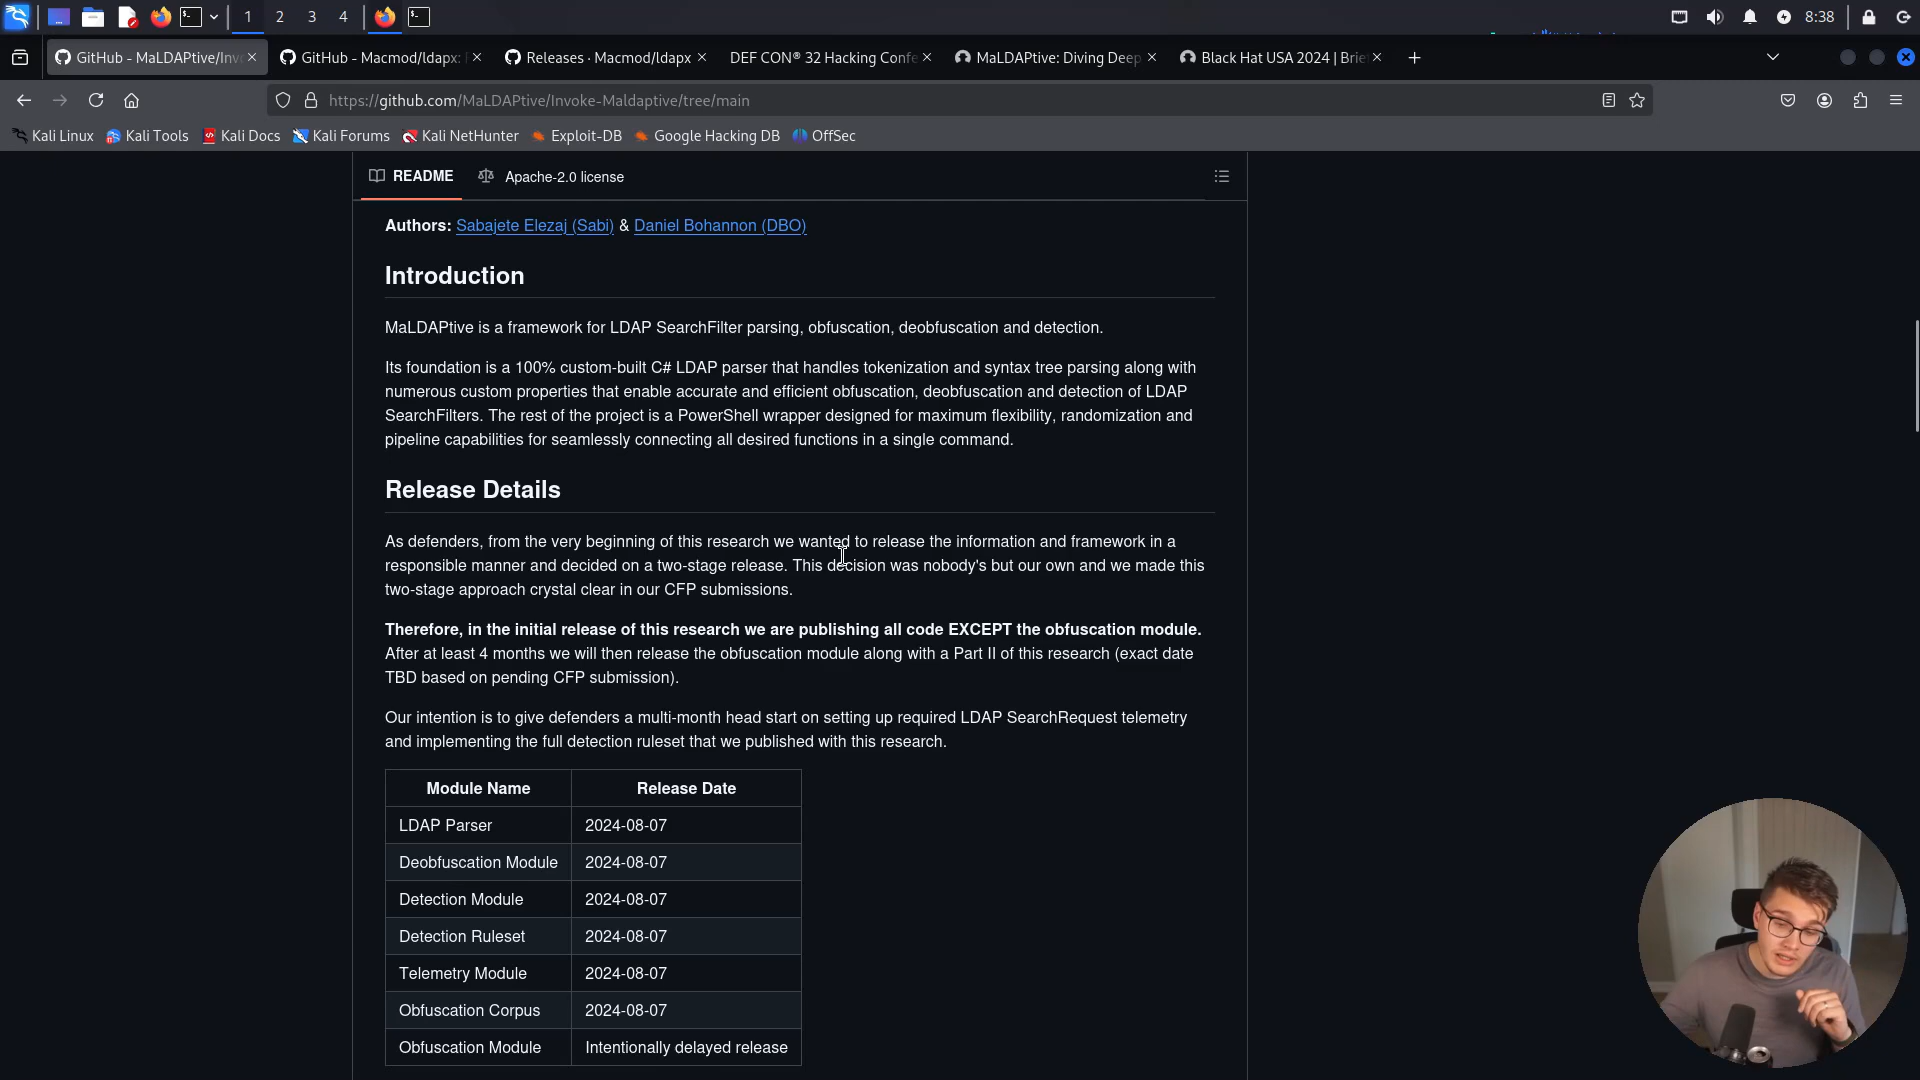 1 2 3 4 8:38
GitHub - MaLDAPtive/Inv GitHub - Macmod/ldapx: Releases · Macmod/ldapx DEF CON® 32 Hacking Confe MaLDAPtive: Diving Deep Black Hat USA 2024 | Brie
https://github.com/MaLDAPtive/Invoke-Maldaptive/tree/main
Kali Linux Kali Tools Kali Docs Kali Forums Kali NetHunter Exploit-DB Google Hacking DB OffSec
README Apache-2.0 license
Authors: Sabajete Elezaj (Sabi) & Daniel Bohannon (DBO)
Introduction
MaLDAPtive is a framework for LDAP SearchFilter parsing, obfuscation, deobfuscation and detection.
Its foundation is a 100% custom-built C# LDAP parser that handles tokenization and syntax tree parsing along with
numerous custom properties that enable accurate and efficient obfuscation, deobfuscation and detection of LDAP
SearchFilters. The rest of the project is a PowerShell wrapper designed for maximum flexibility, randomization and
pipeline capabilities for seamlessly connecting all desired functions in a single command.
Release Details
As defenders, from the very beginning of this research we wanted to release the information and framework in a
responsible manner and decided on a two-stage release. This decision was nobody's but our own and we made this
two-stage approach crystal clear in our CFP submissions.
Therefore, in the initial release of this research we are publishing all code EXCEPT the obfuscation module.
After at least 4 months we will then release the obfuscation module along with a Part II of this research (exact date
TBD based on pending CFP submission).
Our intention is to give defenders a multi-month head start on setting up required LDAP SearchRequest telemetry
and implementing the full detection ruleset that we published with this research.
Module Name Release Date
LDAP Parser 2024-08-07
Deobfuscation Module 2024-08-07
Detection Module 2024-08-07
Detection Ruleset 2024-08-07
Telemetry Module 2024-08-07
Obfuscation Corpus 2024-08-07
Obfuscation Module Intentionally delayed release